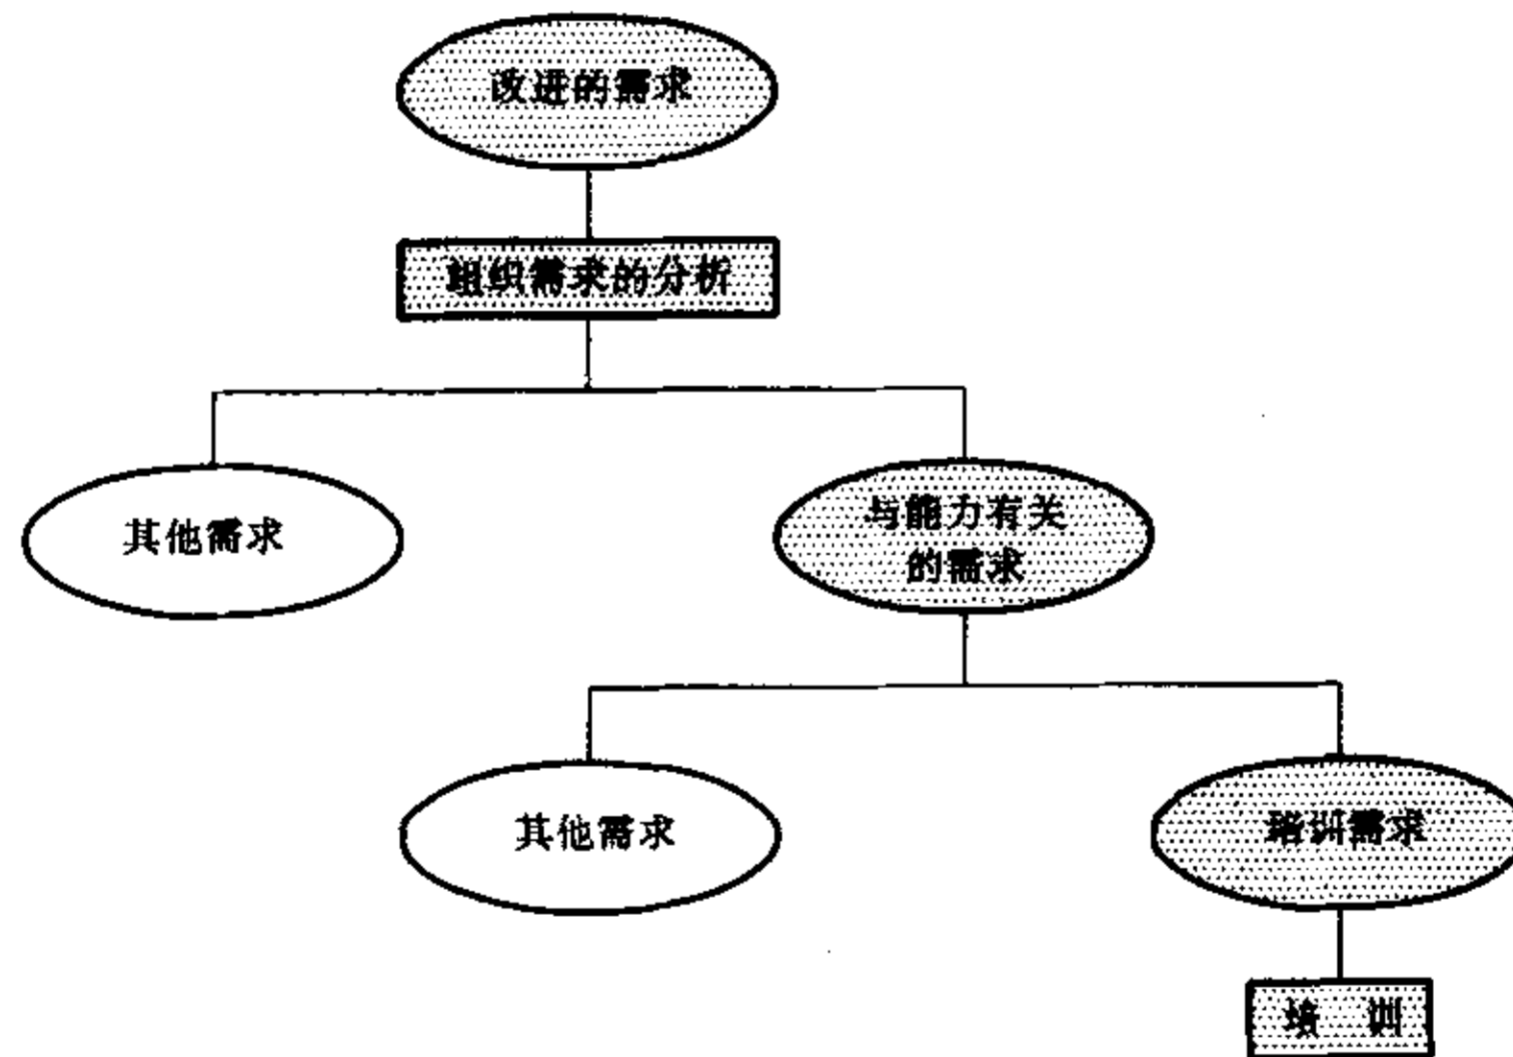 改进的需求
组织需求的分析
其他需求
与能力有关
的需求
其他需求
培训需求
培 训